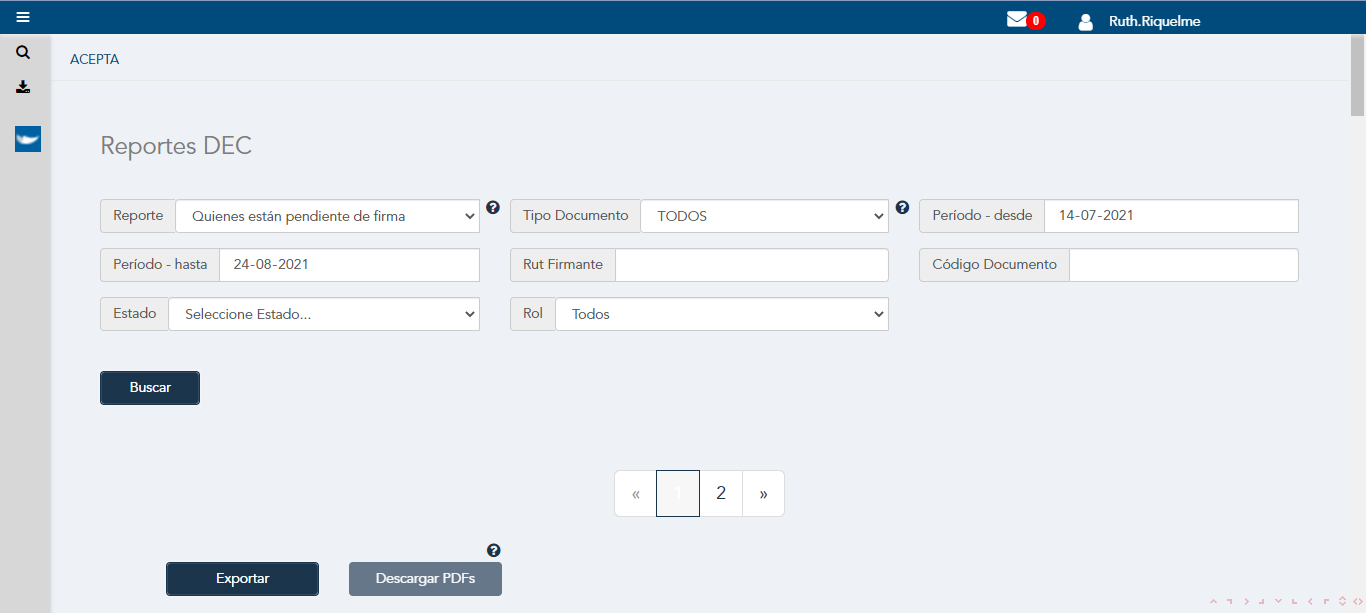 0
Ruth.Riquelme
ACEPTA
Reportes DEC
Reporte Quienes están pendiente de firma Tipo Documento TODOS Período - desde 14-07-2021
Período - hasta 24-08-2021 Rut Firmante Código Documento
Estado Seleccione Estado... Rol Todos
Buscar
« 1 2 »
Exportar Descargar PDFs